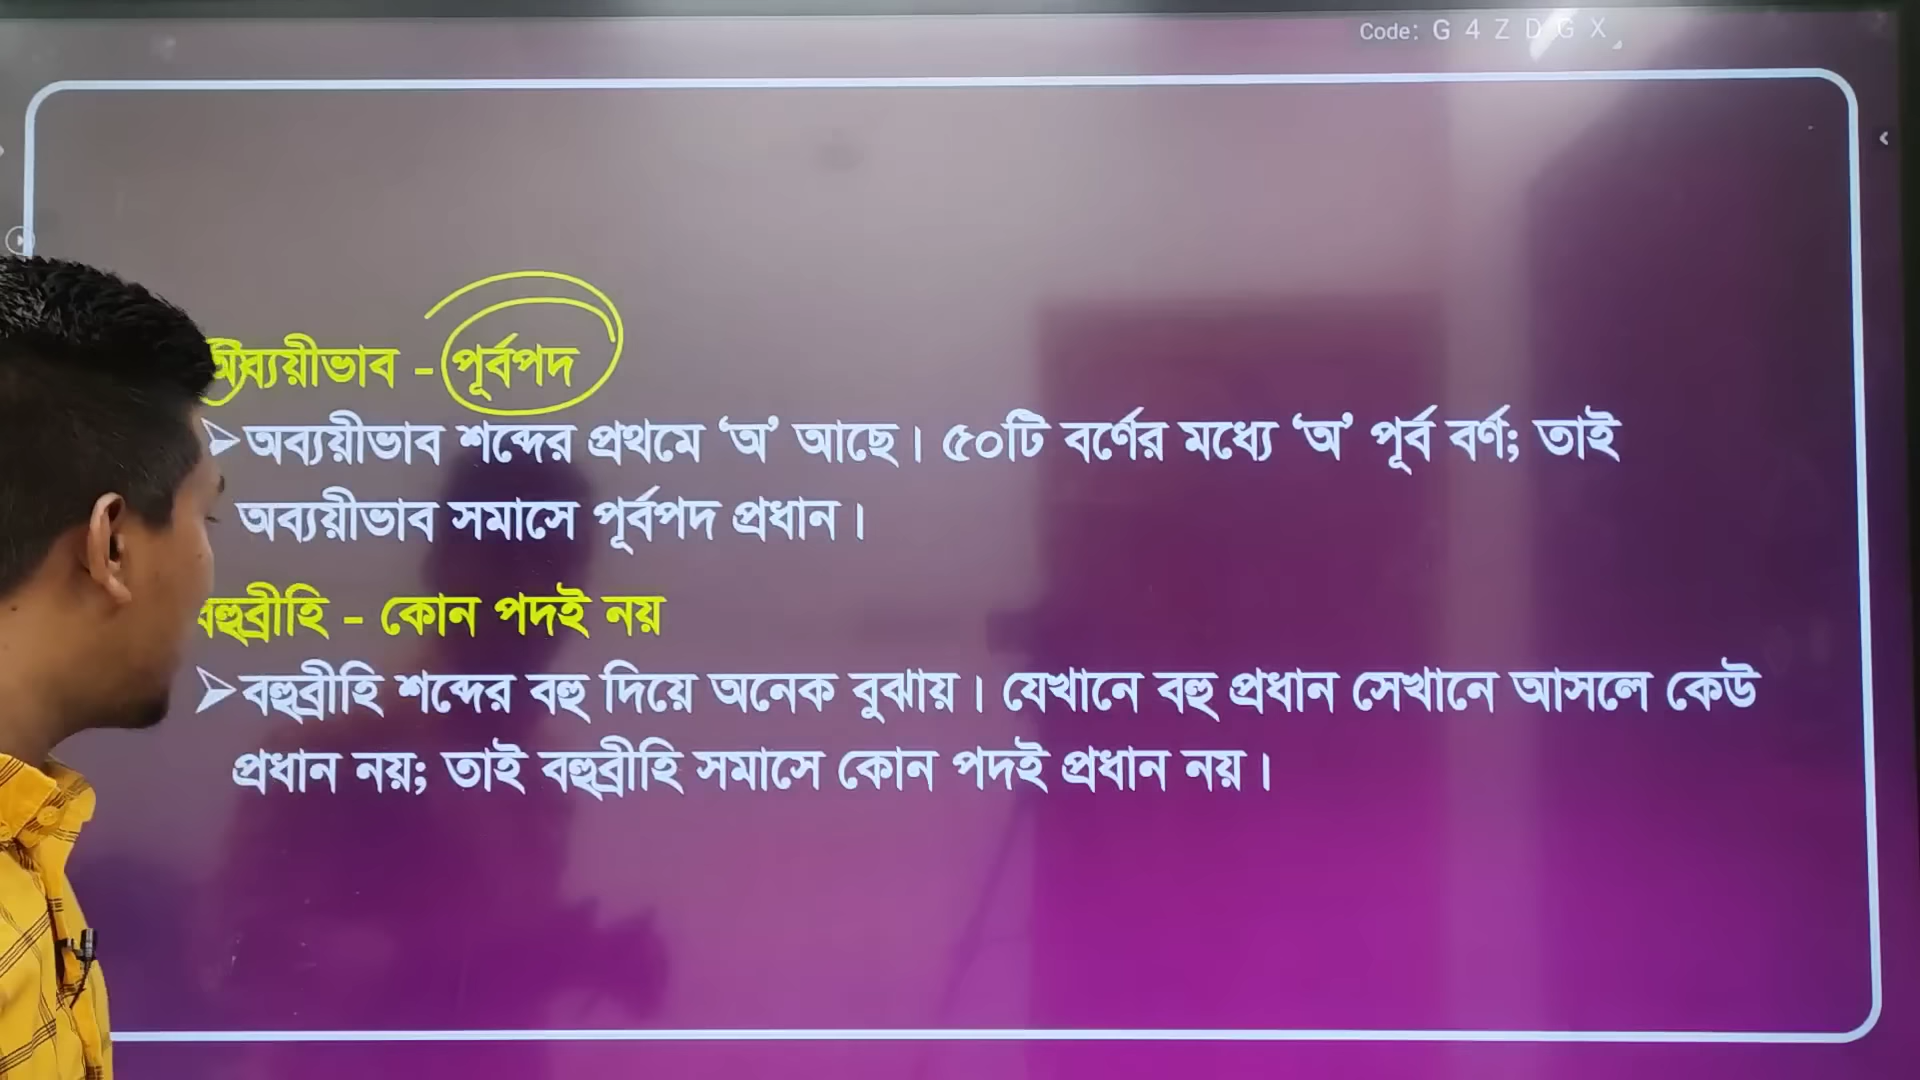 Code: G 4 Z D G X
অব্যয়ীভাব - পূর্বপদ
➢অব্যয়ীভাব শব্দের প্রথমে ‘অ’ আছে। ৫০টি বর্ণের মধ্যে ‘অ’ পূর্ব বর্ণ; তাই
অব্যয়ীভাব সমাসে পূর্বপদ প্রধান।
বহুব্রীহি - কোন পদই নয়
➢বহুব্রীহি শব্দের বহু দিয়ে অনেক বুঝায়। যেখানে বহু প্রধান সেখানে আসলে কেউ
প্রধান নয়; তাই বহুব্রীহি সমাসে কোন পদই প্রধান নয়।